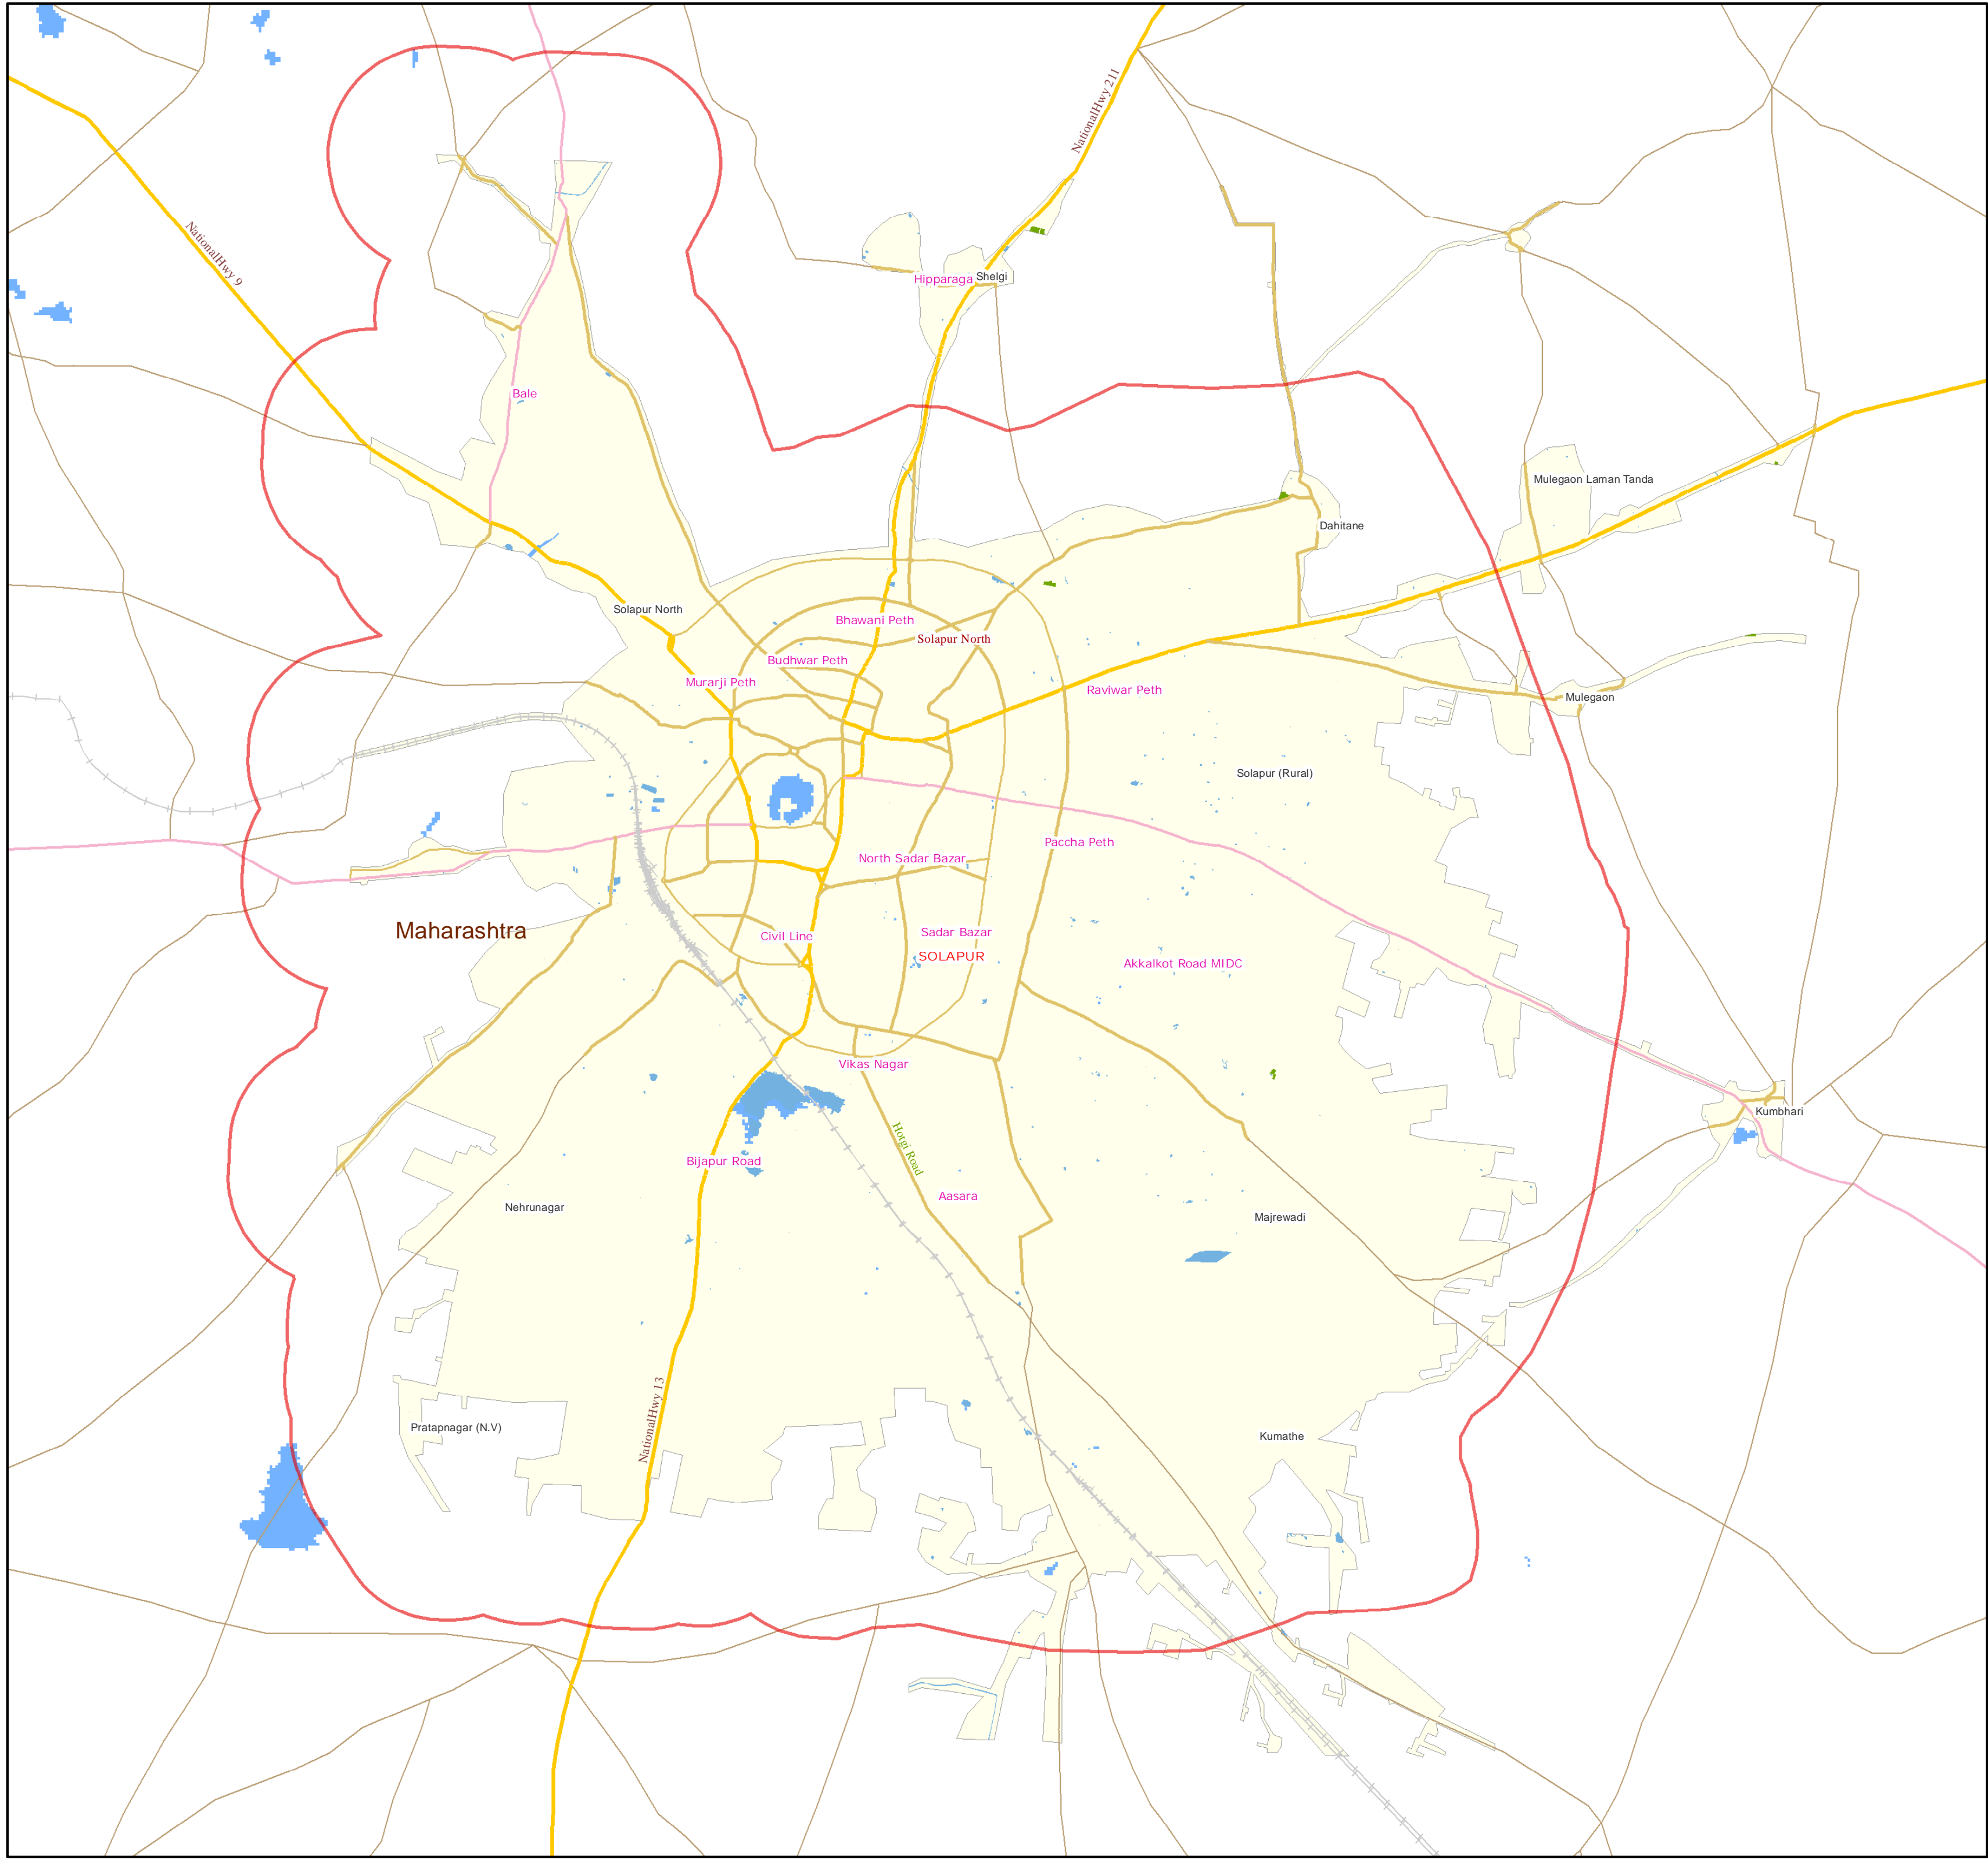 NationalHwy 211
NationalHwy 9
Hipparaga
Shelgi
Bale
Mulegaon Laman Tanda
Dahitane
Solapur North
Bhawani Peth
Solapur North
Budhwar Peth
Murarji Peth
Raviwar Peth
Mulegaon
Solapur (Rural)
Paccha Peth
North Sadar Bazar
Maharashtra
Civil Line
Sadar Bazar
SOLAPUR
Akkalkot Road MIDC
Vikas Nagar
Kumbhari
Hotgi Road
Bijapur Road
Aasara
Nehrunagar
Majrewadi
NationalHwy 13
Pratapnagar (N.V)
Kumathe